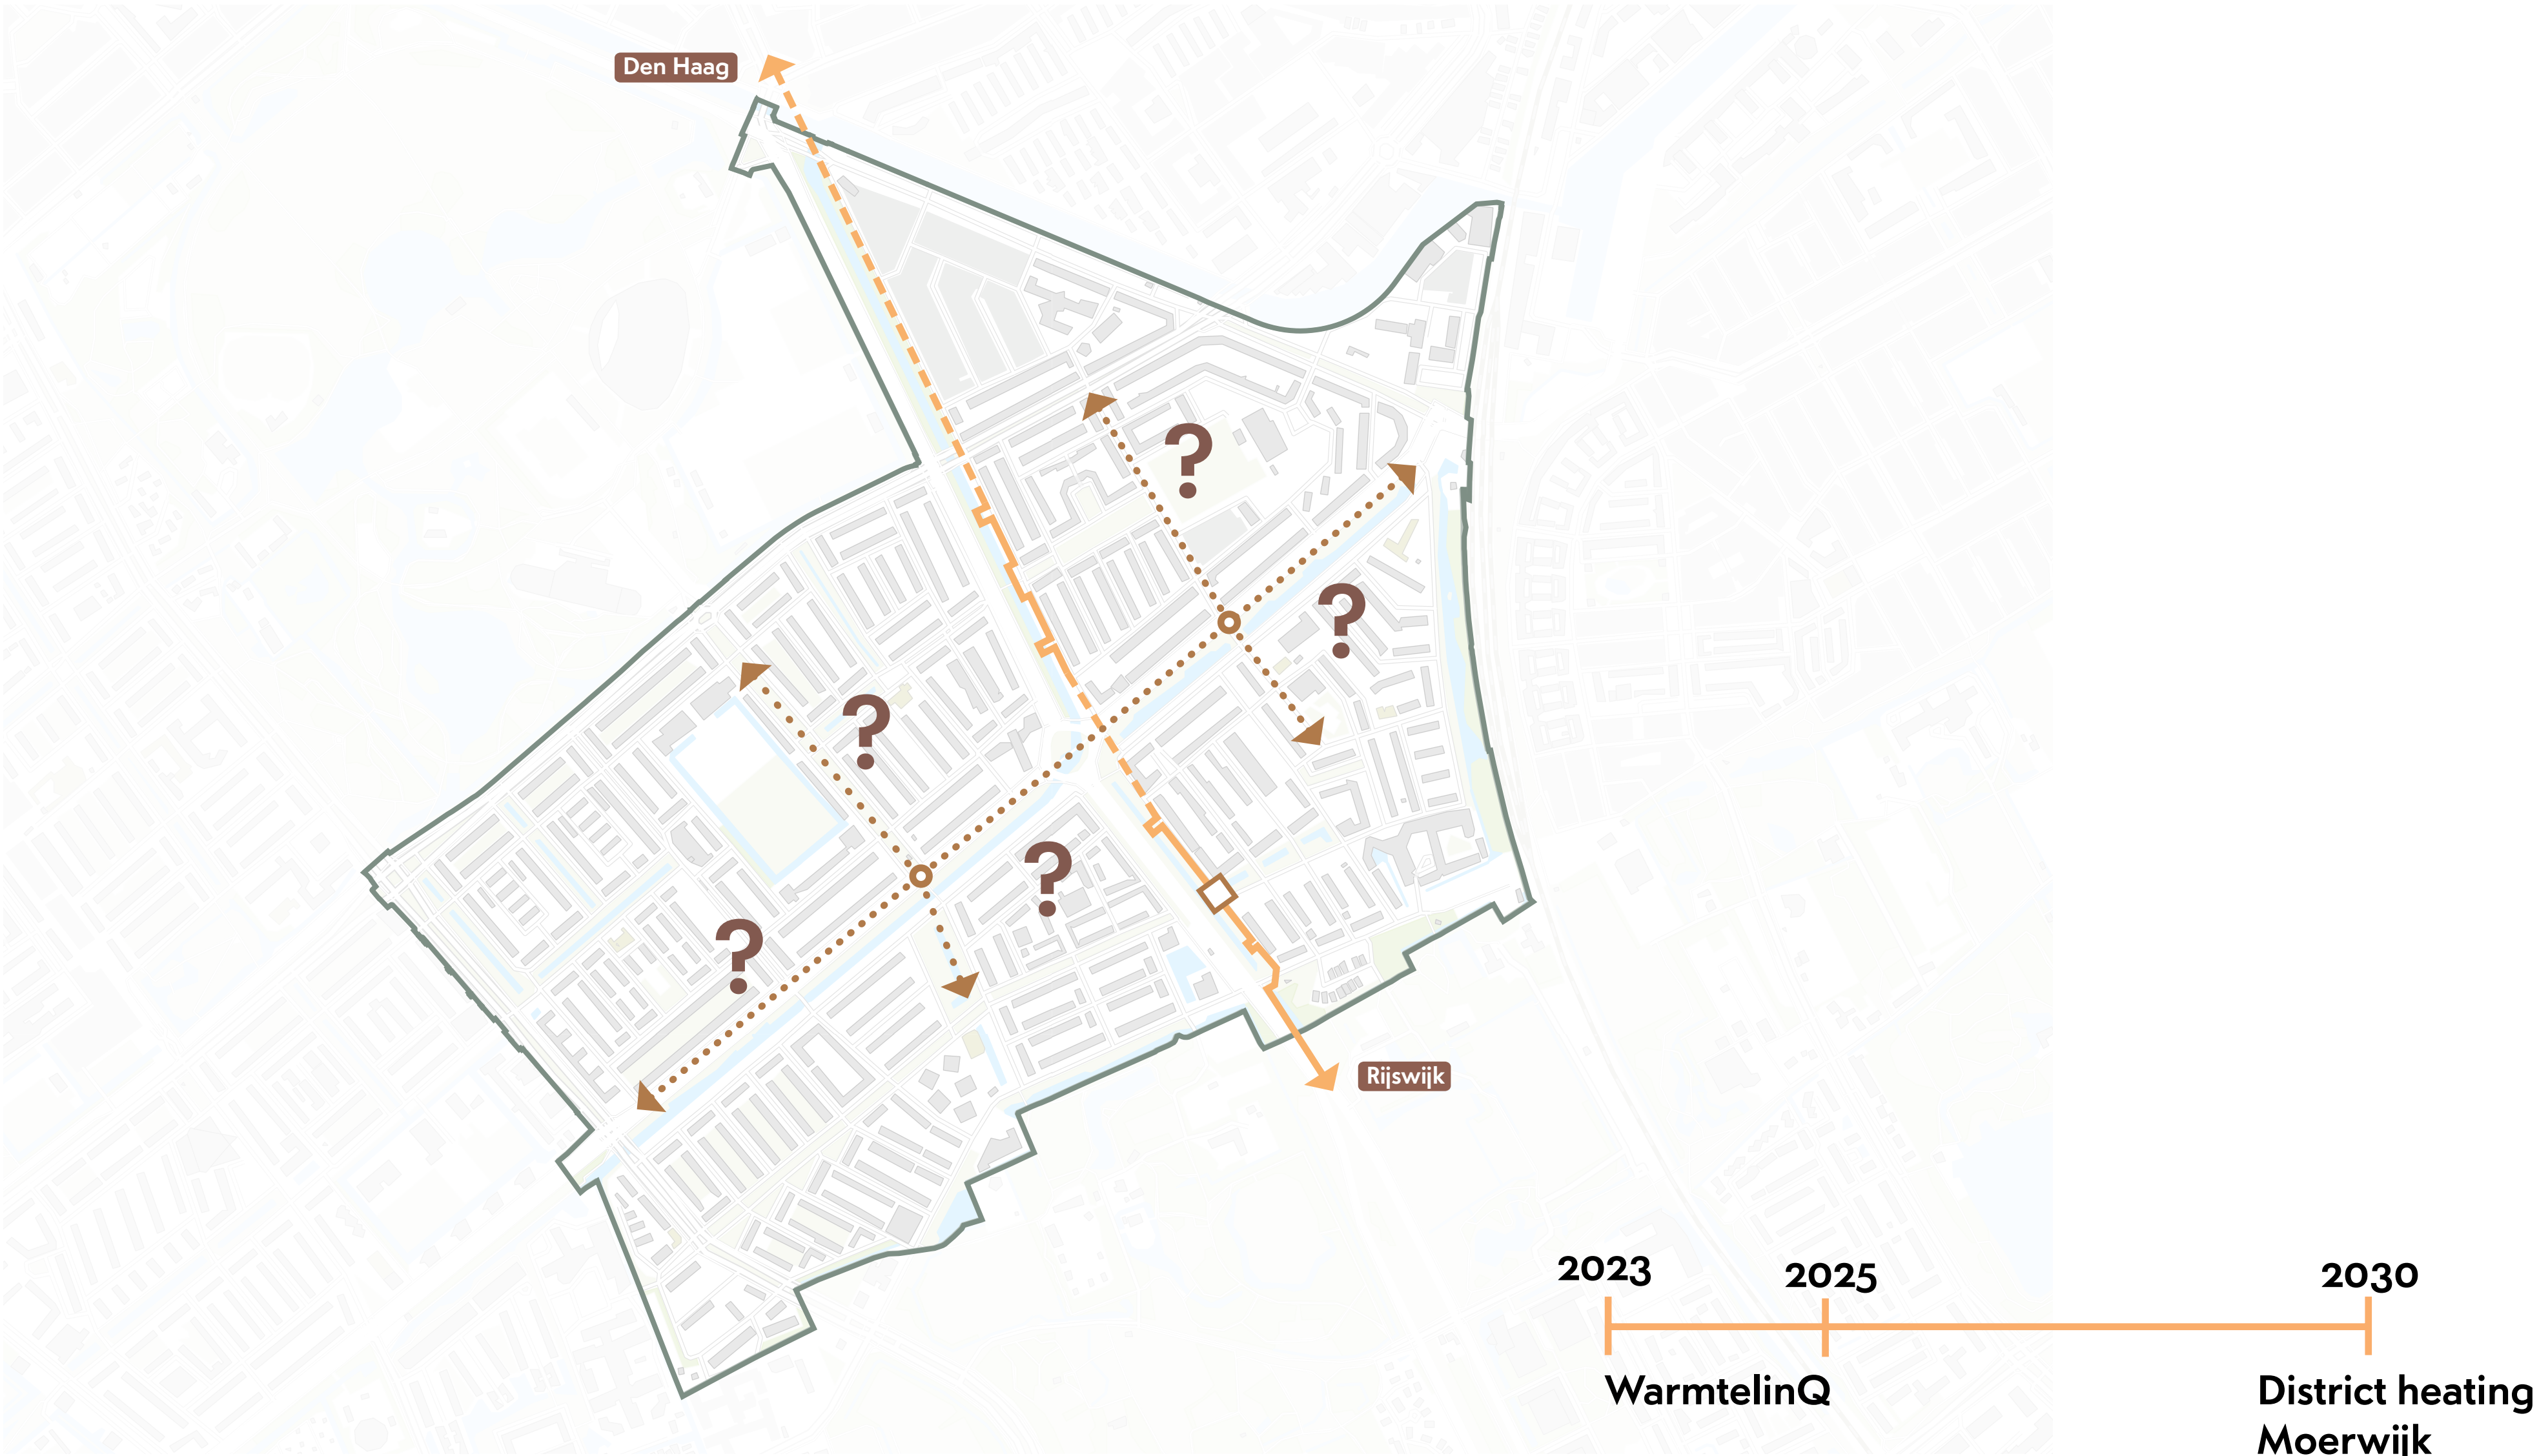 Den Haag
?
?
?
?
?
Rijswijk
2023
2025
2030
WarmtelinQ
District heating
Moerwijk